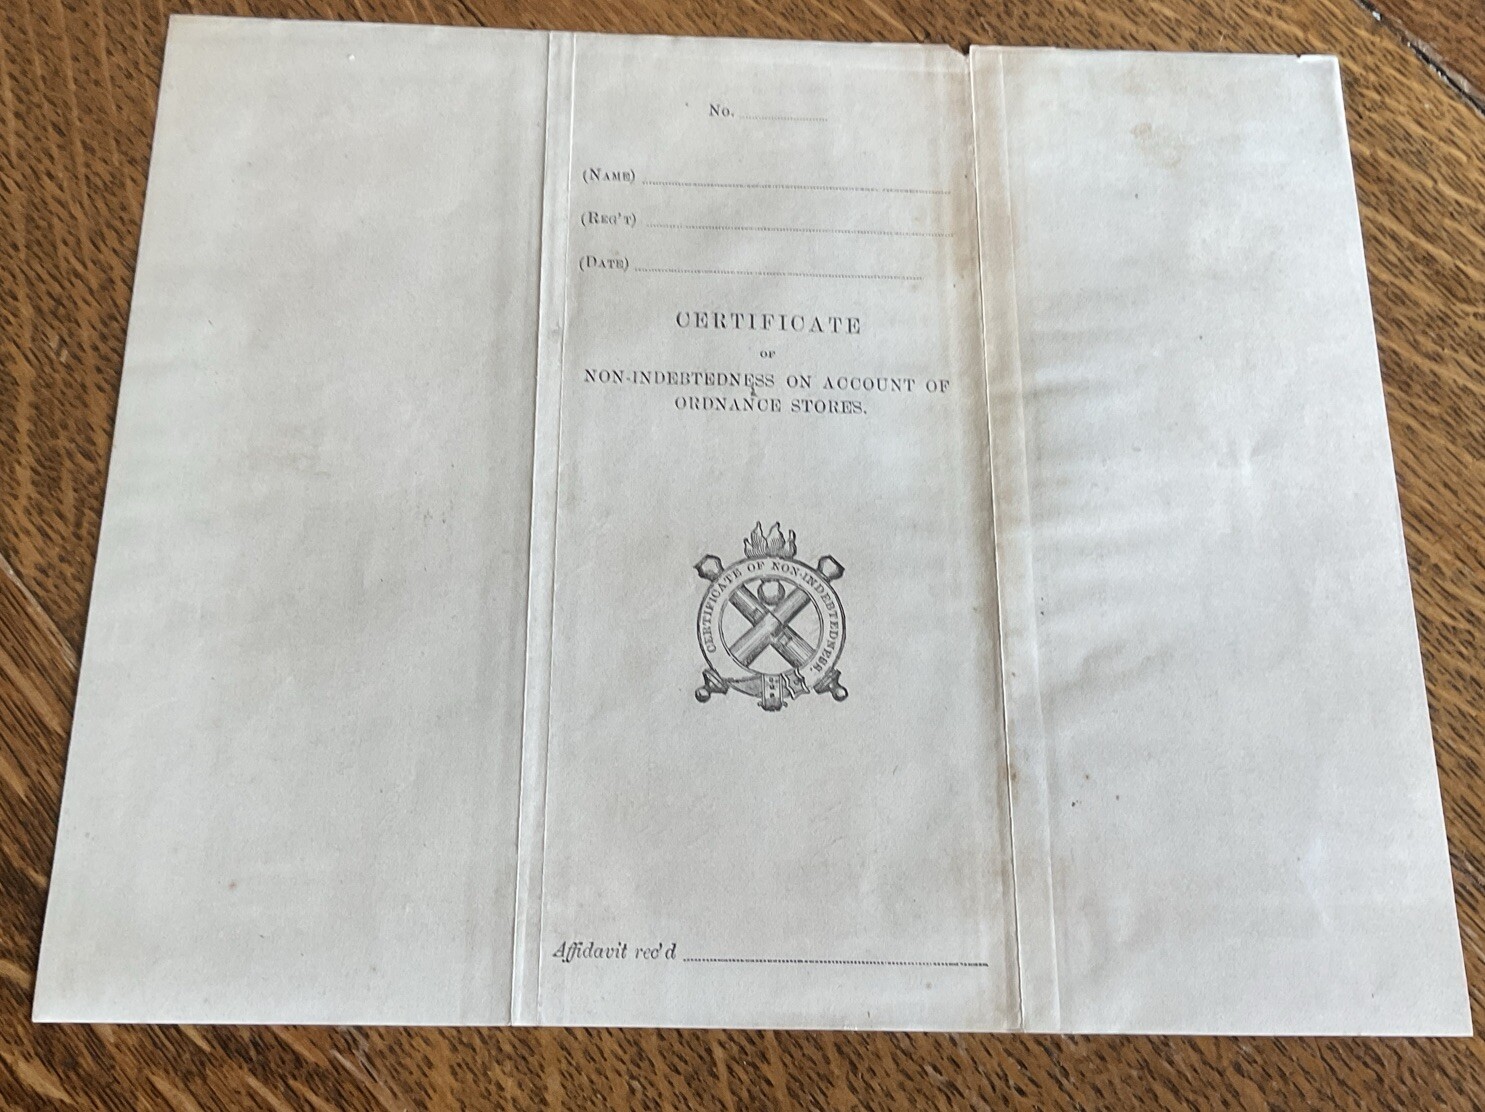 No.
(Name)
(Reg't)
(Date)
CERTIFICATE
OF
NON-INDEBTEDNESS ON ACCOUNT OF
ORDNANCE STORES.
CERTIFICATE OF NON-INDEBTEDNESS.
Affidavit rec'd